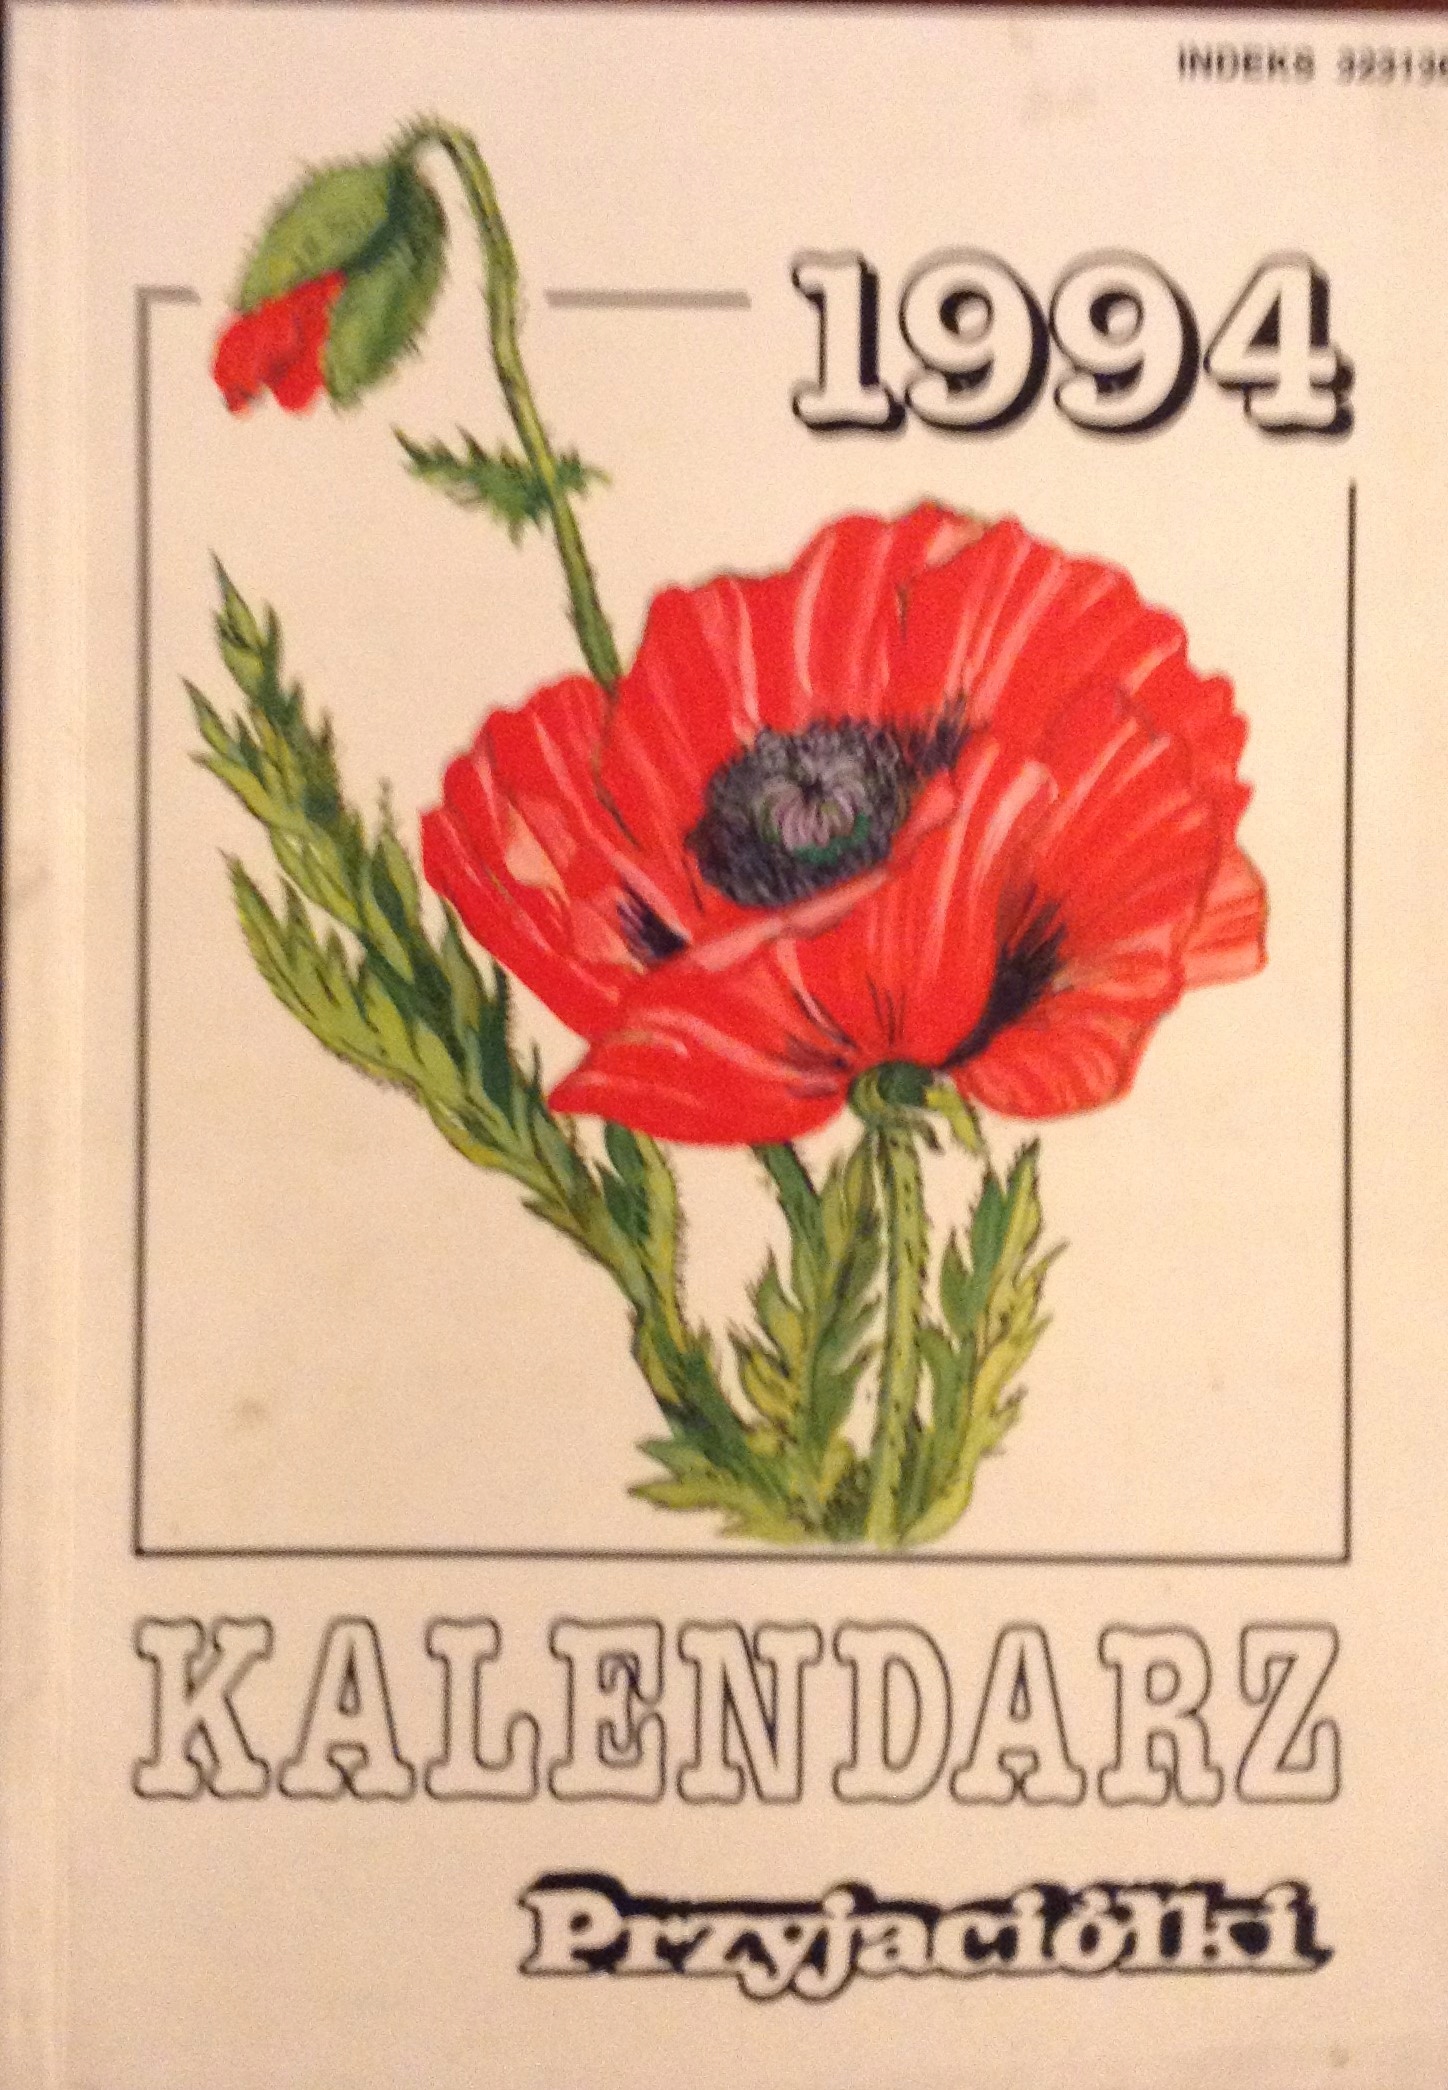 INDEKS
1994
KALENDARZ
Przyjaciółki